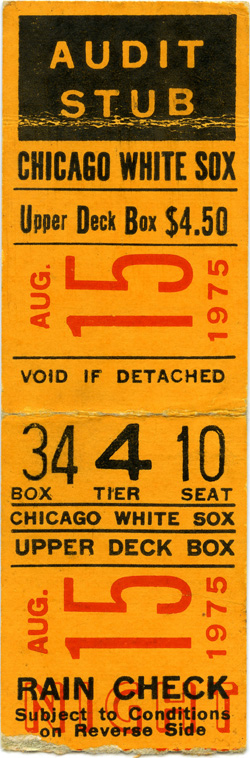 AUDIT
STUB
CHICAGO WHITE SOX
Upper Deck Box $4.50
AUG. 15 1975
VOID IF DETACHED
34 4 10
BOX TIER SEAT
CHICAGO WHITE SOX
UPPER DECK BOX
AUG. 15 1975
NIGHT
RAIN CHECK
Subject to Conditions
on Reverse Side